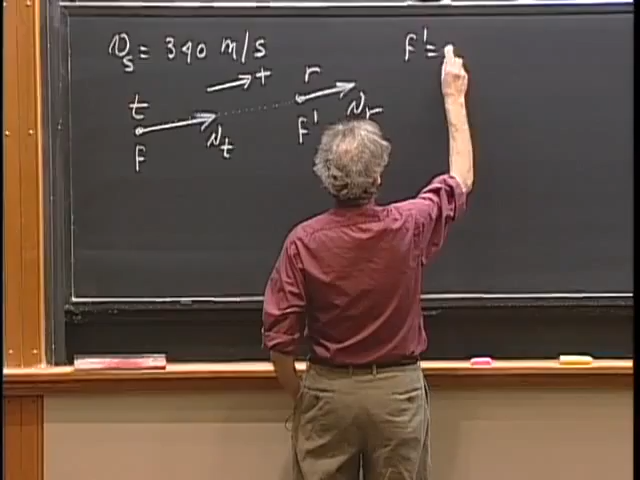 v_s = 340 m/s
f' =
→ +
t
r
v_t
v_r
f
f'